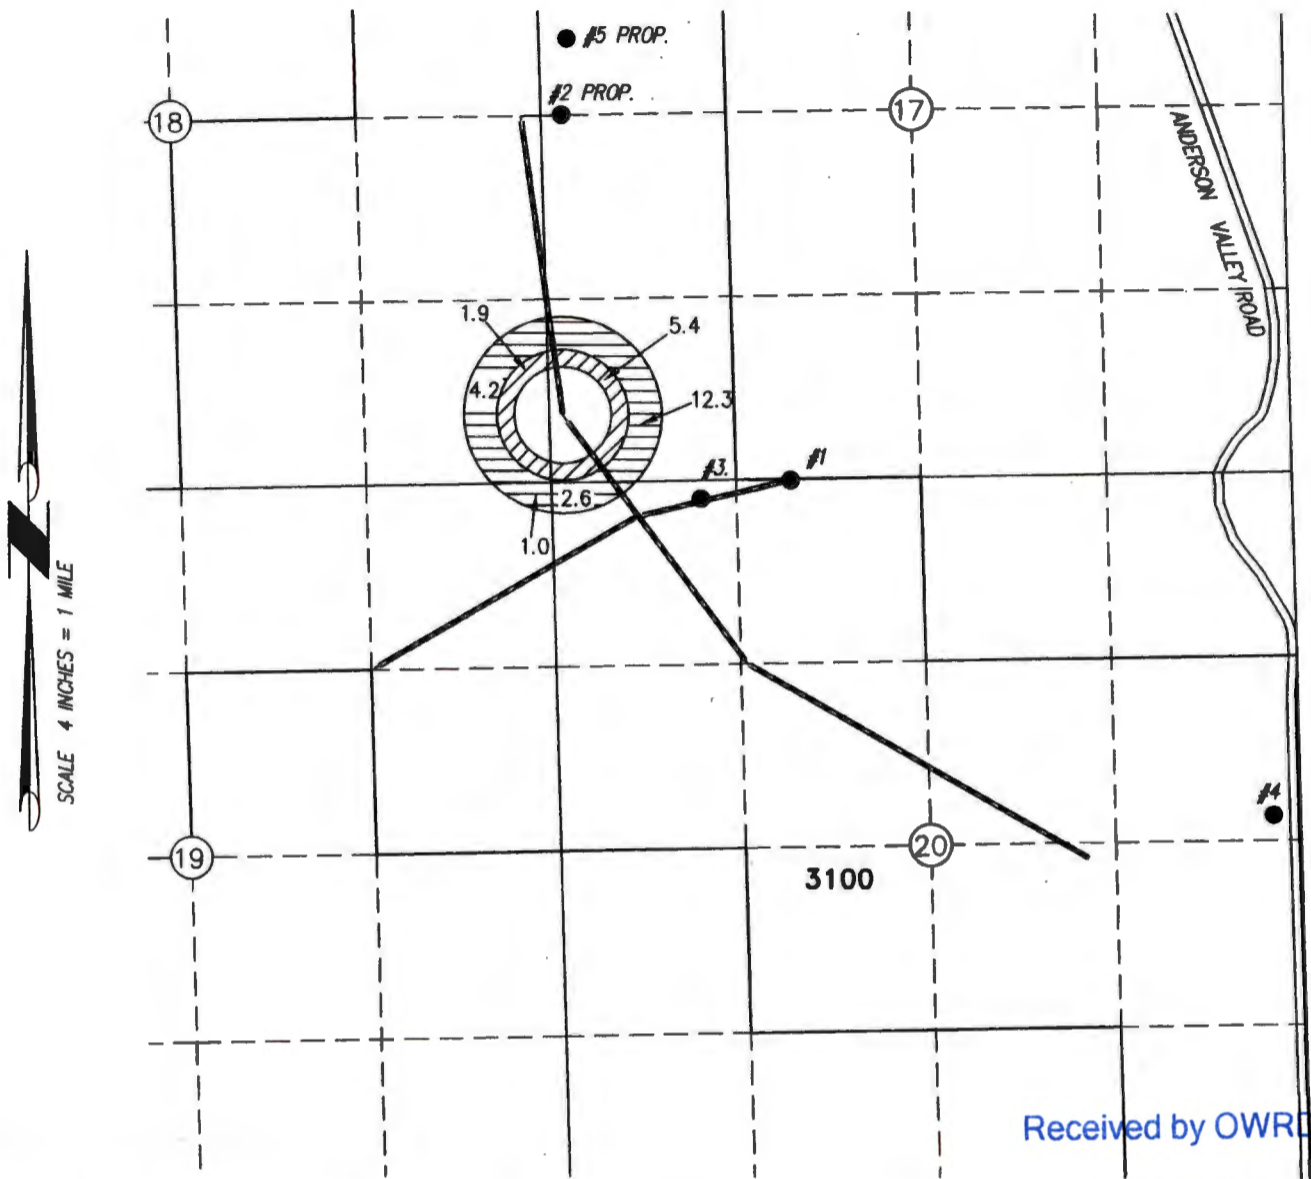 #5 PROP.
#2 PROP.
18
17
ANDERSON VALLEY ROAD
1.9
5.4
4.2
12.3
#3.
#1
2.6
1.0
SCALE 4 INCHES = 1 MILE
#4
19
20
3100
Received by OWRD